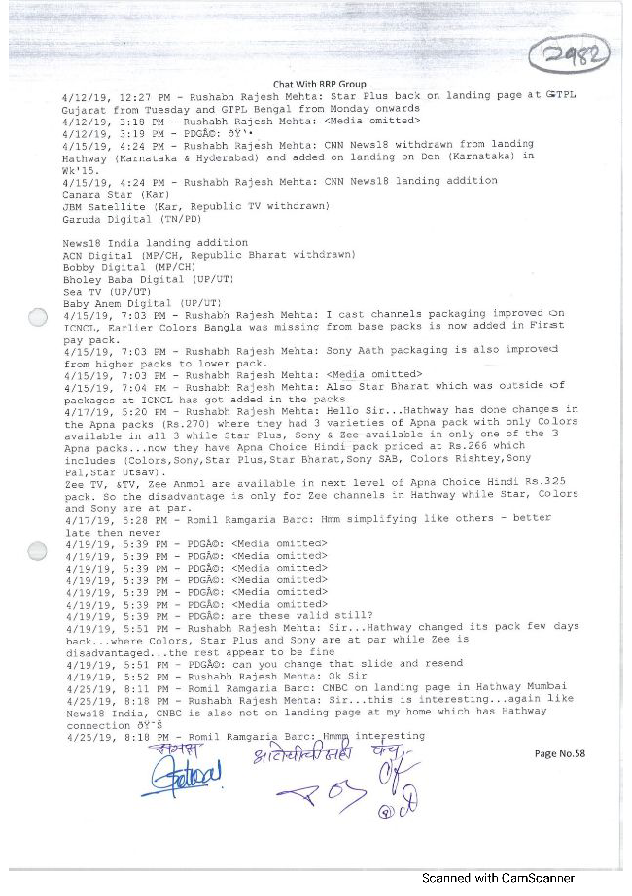 2982
Chat With RRP Group
4/12/19, 12:27 PM - Rushabh Rajesh Mehta: Star Plus back on landing page at GTPL
Gujarat from Tuesday and GTPL Bengal from Monday onwards
4/12/19, 3:18 PM - Rushabh Rajesh Mehta: <Media omitted>
4/12/19, 3:19 PM - PDGÃ©: ðŸ‘•
4/15/19, 4:24 PM - Rushabh Rajesh Mehta: CNN News18 withdrawn from landing
Hathway (Karnataka & Hyderabad) and added on landing on Den (Karnataka) in
Wk'15.
4/15/19, 4:24 PM - Rushabh Rajesh Mehta: CNN News18 landing addition
Canara Star (Kar)
JBM Satellite (Kar, Republic TV withdrawn)
Garuda Digital (TN/PD)
News18 India landing addition
ACN Digital (MP/CH, Republic Bharat withdrawn)
Bobby Digital (MP/CH)
Bholey Baba Digital (UP/UT)
Sea TV (UP/UT)
Baby Anem Digital (UP/UT)
4/15/19, 7:03 PM - Rushabh Rajesh Mehta: I cast channels packaging improved on
ICNCL, Earlier Colors Bangla was missing from base packs is now added in First
pay pack.
4/15/19, 7:03 PM - Rushabh Rajesh Mehta: Sony Aath packaging is also improved
from higher packs to lower pack.
4/15/19, 7:03 PM - Rushabh Rajesh Mehta: <Media omitted>
4/15/19, 7:04 PM - Rushabh Rajesh Mehta: Also Star Bharat which was outside of
packages at ICNCL has got added in the packs
4/17/19, 5:20 PM - Rushabh Rajesh Mehta: Hello Sir...Hathway has done changes in
the Apna packs (Rs.270) where they had 3 varieties of Apna pack with only Colors
available in all 3 while Star Plus, Sony & Zee available in only one of the 3
Apna packs...now they have Apna Choice Hindi pack priced at Rs.266 which
includes (Colors,Sony,Star Plus,Star Bharat,Sony SAB, Colors Rishtey,Sony
Pal,Star Utsav).
Zee TV, &TV, Zee Anmol are available in next level of Apna Choice Hindi Rs.325
pack. So the disadvantage is only for Zee channels in Hathway while Star, Colors
and Sony are at par.
4/17/19, 5:28 PM - Romil Ramgaria Barc: Hmm simplifying like others - better
late then never
4/19/19, 5:39 PM - PDGÃ©: <Media omitted>
4/19/19, 5:39 PM - PDGÃ©: <Media omitted>
4/19/19, 5:39 PM - PDGÃ©: <Media omitted>
4/19/19, 5:39 PM - PDGÃ©: <Media omitted>
4/19/19, 5:39 PM - PDGÃ©: <Media omitted>
4/19/19, 5:39 PM - PDGÃ©: <Media omitted>
4/19/19, 5:39 PM - PDGÃ©: are these valid still?
4/19/19, 5:51 PM - Rushabh Rajesh Mehta: Sir...Hathway changed its pack few days
back...where Colors, Star Plus and Sony are at par while Zee is
disadvantaged...the rest appear to be fine
4/19/19, 5:51 PM - PDGÃ©: can you change that slide and resend
4/19/19, 5:52 PM - Rushabh Rajesh Mehta: Ok Sir
4/25/19, 8:11 PM - Romil Ramgaria Barc: CNBC on landing page in Hathway Mumbai
4/25/19, 8:18 PM - Rushabh Rajesh Mehta: Sir...this is interesting...again like
News18 India, CNBC is also not on landing page at my home which has Hathway
connection ðŸ˜Š
4/25/19, 8:18 PM - Romil Ramgaria Barc: Hmmm interesting
समक्ष
पंच,
Page No.58
Scanned with CamScanner